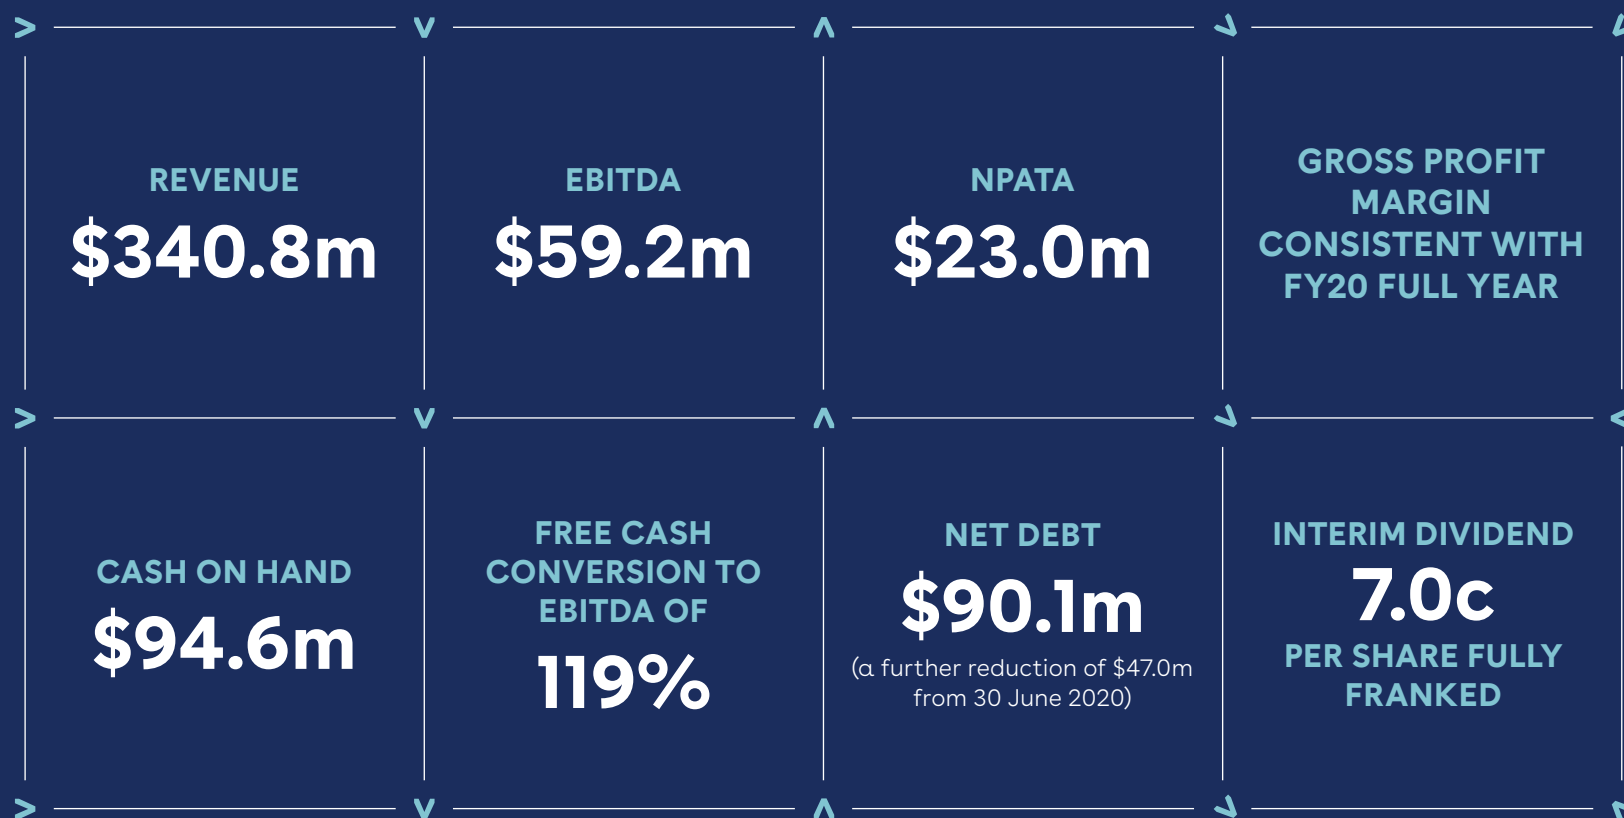 REVENUE
$340.8m
EBITDA
$59.2m
NPATA
$23.0m
GROSS PROFIT
MARGIN
CONSISTENT WITH
FY20 FULL YEAR
CASH ON HAND
$94.6m
FREE CASH
CONVERSION TO
EBITDA OF
119%
NET DEBT
$90.1m
(a further reduction of $47.0m
from 30 June 2020)
INTERIM DIVIDEND
7.0c
PER SHARE FULLY
FRANKED